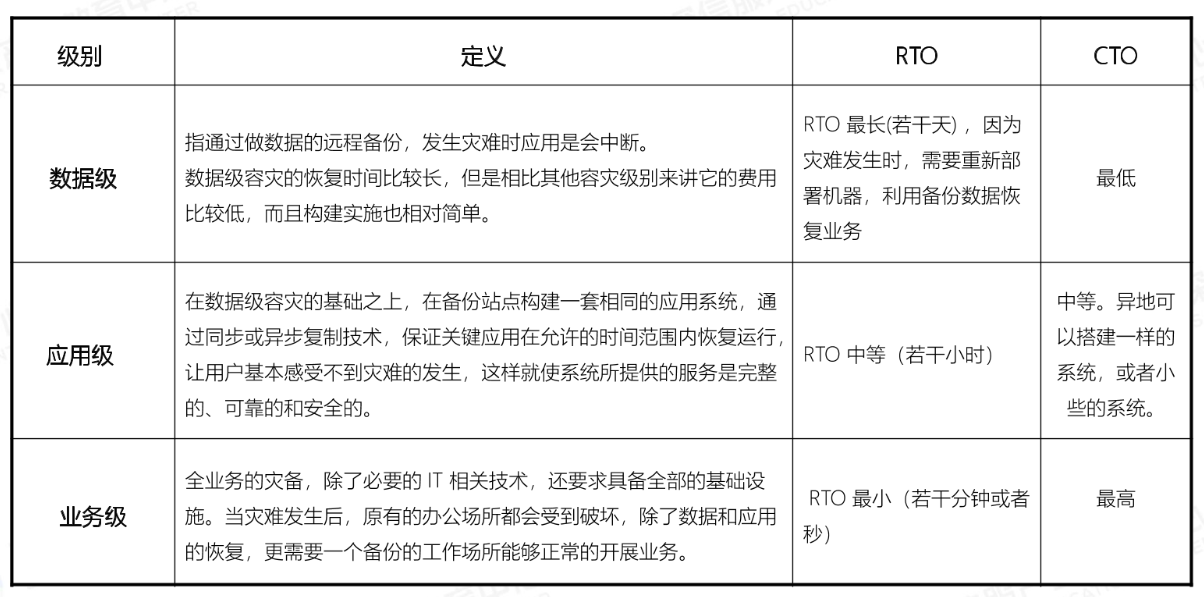 级别 定义 RTO CTO
数据级
指通过做数据的远程备份，发生灾难时应用是会中断。
数据级容灾的恢复时间比较长，但是相比其他容灾级别来讲它的费用
比较低，而且构建实施也相对简单。
RTO 最长(若干天) ，因为
灾难发生时，需要重新部
署机器，利用备份数据恢
复业务
最低
应用级
在数据级容灾的基础之上，在备份站点构建一套相同的应用系统，通
过同步或异步复制技术，保证关键应用在允许的时间范围内恢复运行，
让用户基本感受不到灾难的发生，这样就使系统所提供的服务是完整
的、可靠的和安全的。
RTO 中等（若干小时）
中等。异地可
以搭建一样的
系统，或者小
些的系统。
业务级
全业务的灾备，除了必要的 IT 相关技术，还要求具备全部的基础设
施。当灾难发生后，原有的办公场所都会受到破坏，除了数据和应用
的恢复，更需要一个备份的工作场所能够正常的开展业务。
RTO 最小（若干分钟或者
秒）
最高